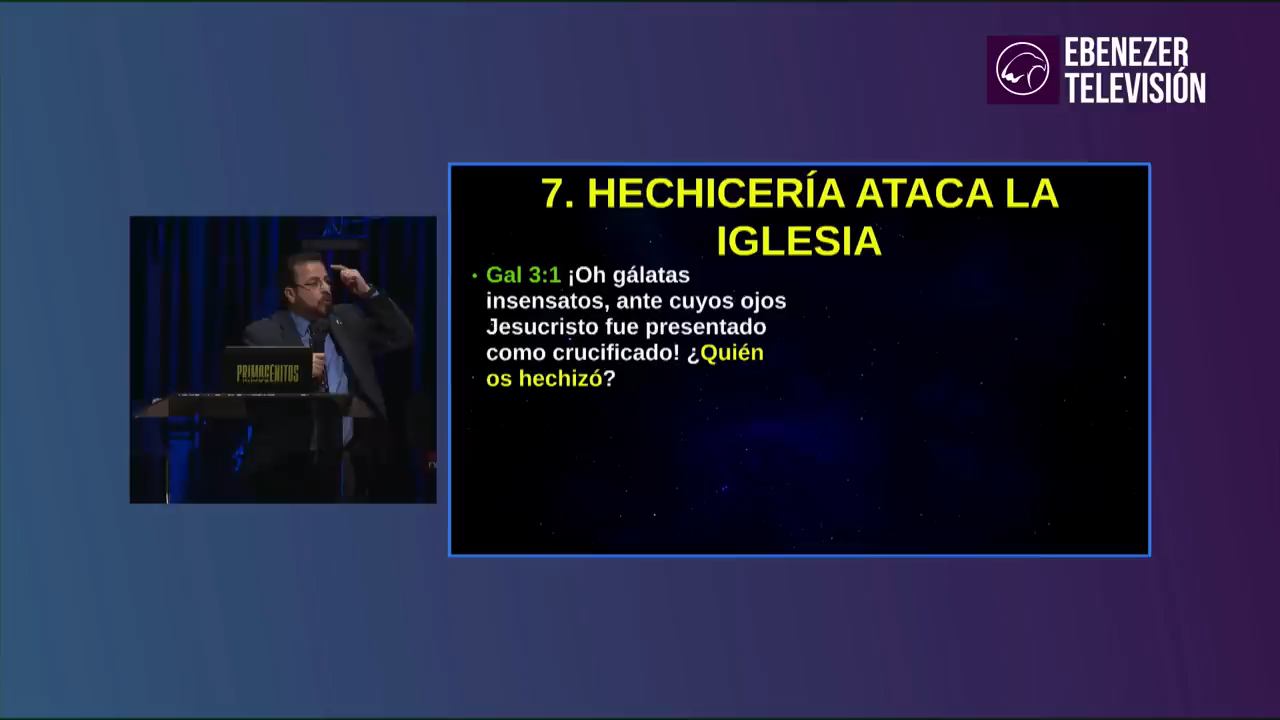 EBENEZER
TELEVISIÓN
7. HECHICERÍA ATACA LA
IGLESIA
• Gal 3:1 ¡Oh gálatas
insensatos, ante cuyos ojos
Jesucristo fue presentado
como crucificado! ¿Quién
os hechizó?
PRIMOGÉNITOS